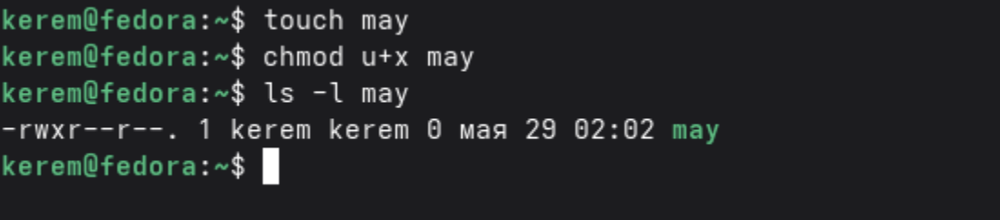 kerem@fedora:~$ touch may
kerem@fedora:~$ chmod u+x may
kerem@fedora:~$ ls -l may
-rwxr--r--. 1 kerem kerem 0 мая 29 02:02 may
kerem@fedora:~$